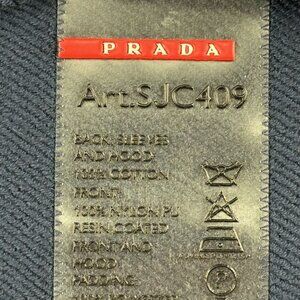 PRADA
Art.SJC409
BACK, SLEEVES
AND HOOD:
100% COTTON
FRONT:
100% NYLON PU
RESIN COATED
FRONT AND
HOOD
PADDING: